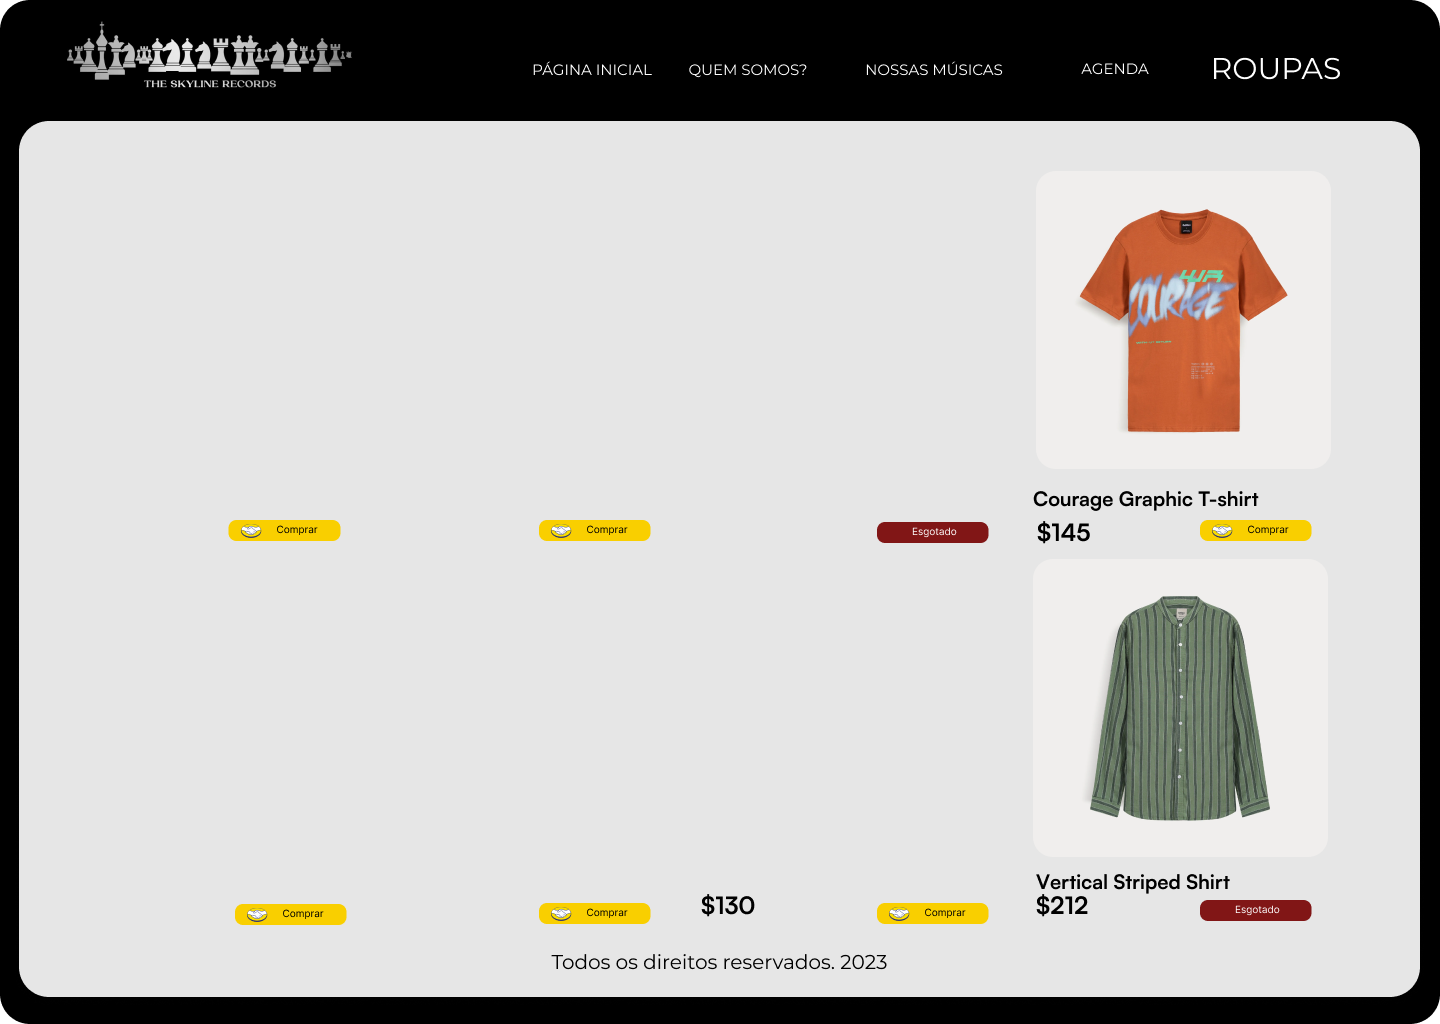 THE SKYLINE RECORDS
PÁGINA INICIAL
QUEM SOMOS?
NOSSAS MÚSICAS
AGENDA
ROUPAS
COURAGE
Courage Graphic T-shirt
Comprar
Comprar
Esgotado
$145
Comprar
Vertical Striped Shirt
Comprar
Comprar
$130
Comprar
$212
Esgotado
Todos os direitos reservados. 2023